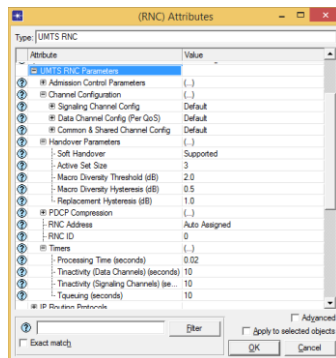 (RNC) Attributes
Type: UMTS RNC
Attribute Value
UMTS RNC Parameters
Admission Control Parameters (...)
Channel Configuration (...)
Signaling Channel Config Default
Data Channel Config (Per QoS) Default
Common & Shared Channel Config Default
Handover Parameters (...)
Soft Handover Supported
Active Set Size 3
Macro Diversity Threshold (dB) 2.0
Macro Diversity Hysteresis (dB) 0.5
Replacement Hysteresis (dB) 1.0
PDCP Compression (...)
RNC Address Auto Assigned
RNC ID 0
Timers (...)
Processing Time (seconds) 0.02
Tinactivity (Data Channels) (seconds) 10
Tinactivity (Signaling Channels) (se... 10
Tqueuing (seconds) 10
IP Routing Protocols
Advanced
Filter
Apply to selected objects
Exact match
OK Cancel